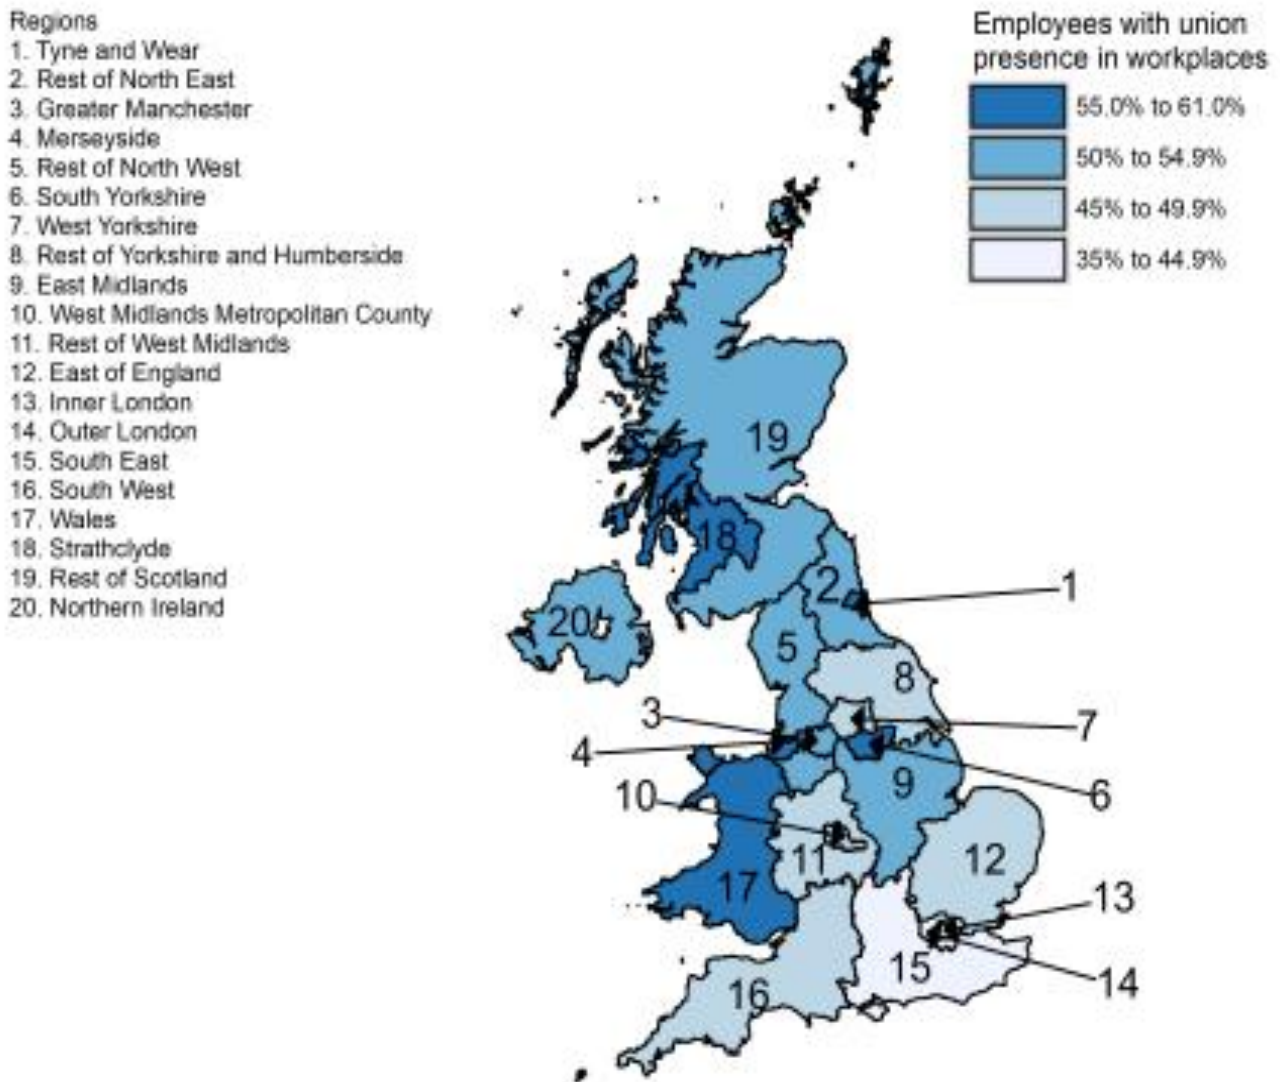 Regions
1. Tyne and Wear
2. Rest of North East
3. Greater Manchester
4. Merseyside
5. Rest of North West
6. South Yorkshire
7. West Yorkshire
8. Rest of Yorkshire and Humberside
9. East Midlands
10. West Midlands Metropolitan County
11. Rest of West Midlands
12. East of England
13. Inner London
14. Outer London
15. South East
16. South West
17. Wales
18. Strathclyde
19. Rest of Scotland
20. Northern Ireland
Employees with union
presence in workplaces
55.0% to 61.0%
50% to 54.9%
45% to 49.9%
35% to 44.9%
19
18
2
1
20
5
8
3
7
4
9
6
10
11
12
17
13
15
14
16